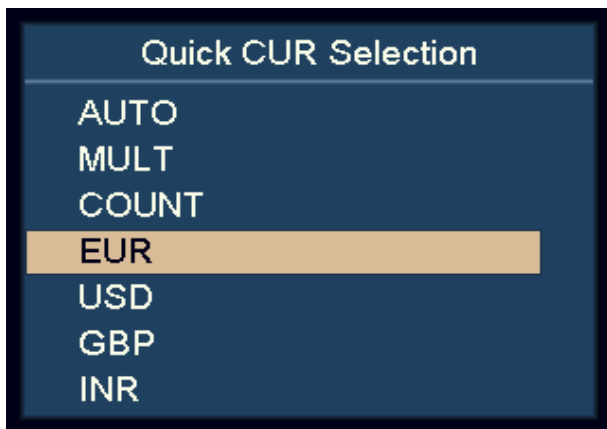 Quick CUR Selection
AUTO
MULT
COUNT
EUR
USD
GBP
INR